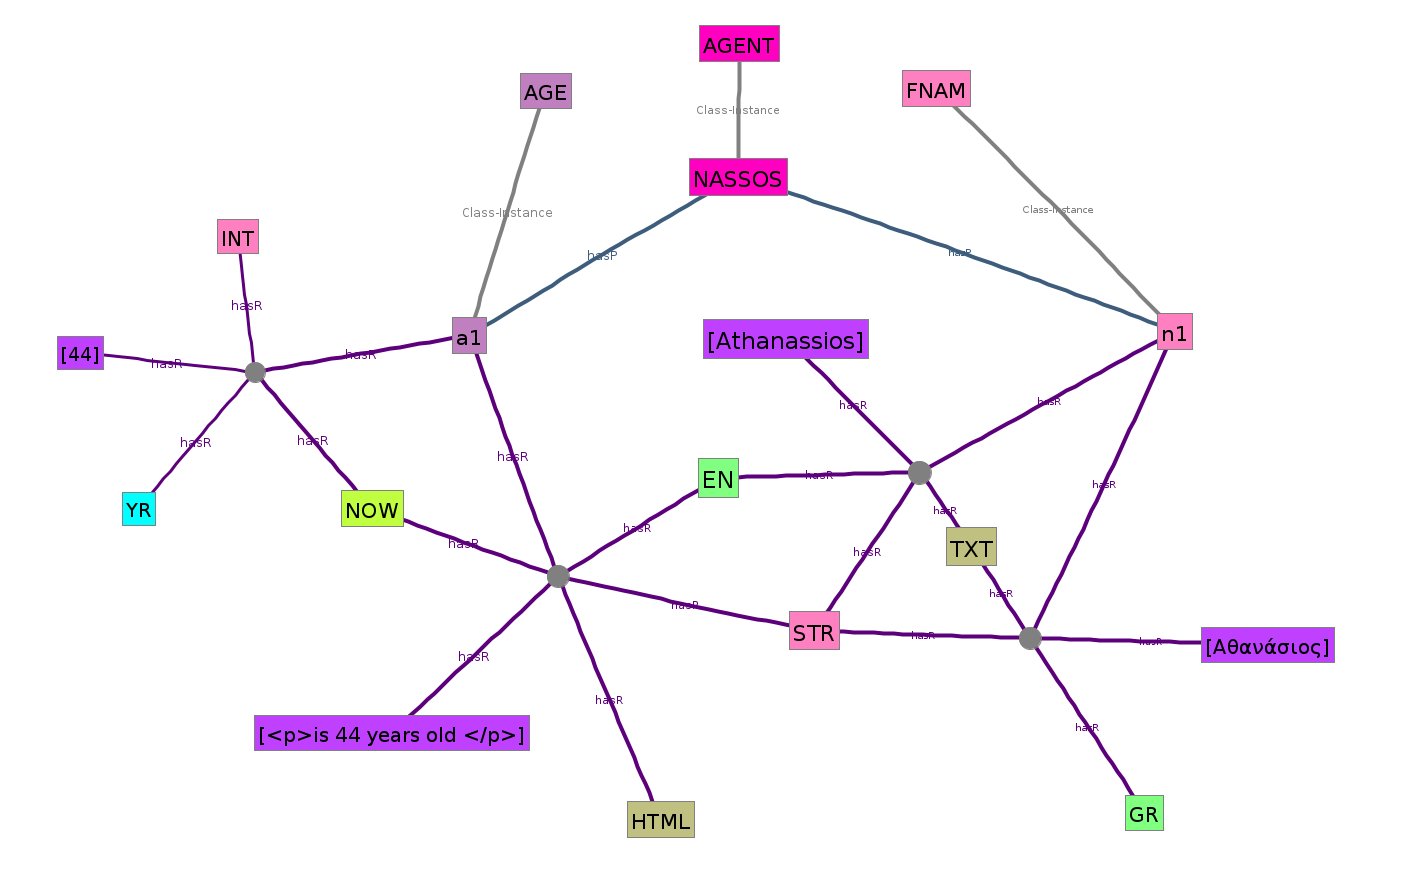 AGENT
AGE
FNAM
Class-Instance
NASSOS
Class-Instance
Class-Instance
INT
hasP
hasR
hasR
a1
n1
[Athanassios]
[44]
hasR
hasR
hasR
hasR
hasR
hasR
hasR
hasR
EN
hasR
hasR
YR
NOW
hasR
hasR
hasR
hasR
TXT
hasR
hasR
STR
hasR
hasR
[Αθανάσιος]
hasR
hasR
hasR
[<p>is 44 years old </p>]
HTML
GR